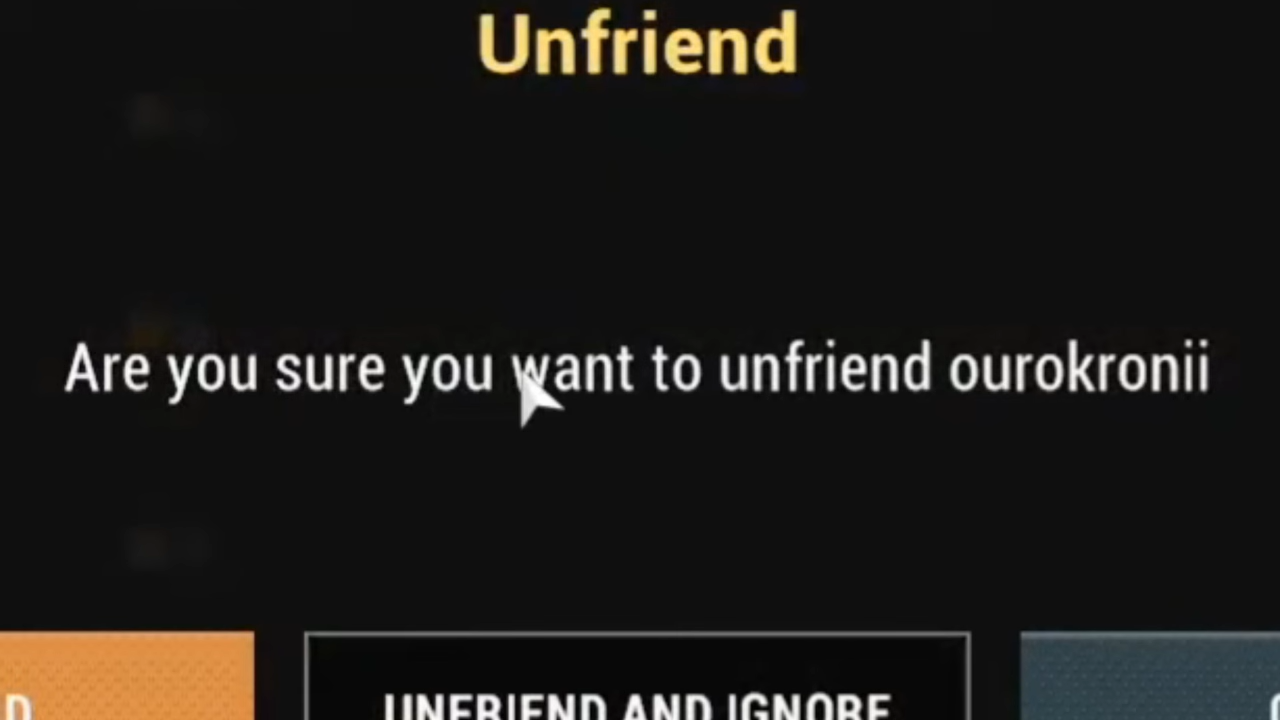 Unfriend
Are you sure you want to unfriend ourokronii
D UNFRIEND AND IGNORE